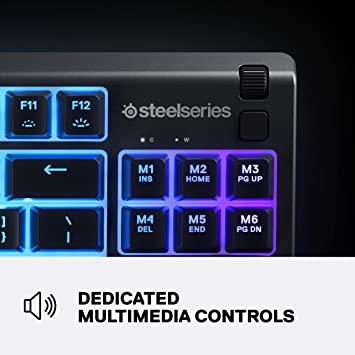 F11 F12
steelseries
C W
M1 M2 M3
INS HOME PG UP
M4 M5 M6
DEL END PG DN
]
}
DEDICATED
MULTIMEDIA CONTROLS